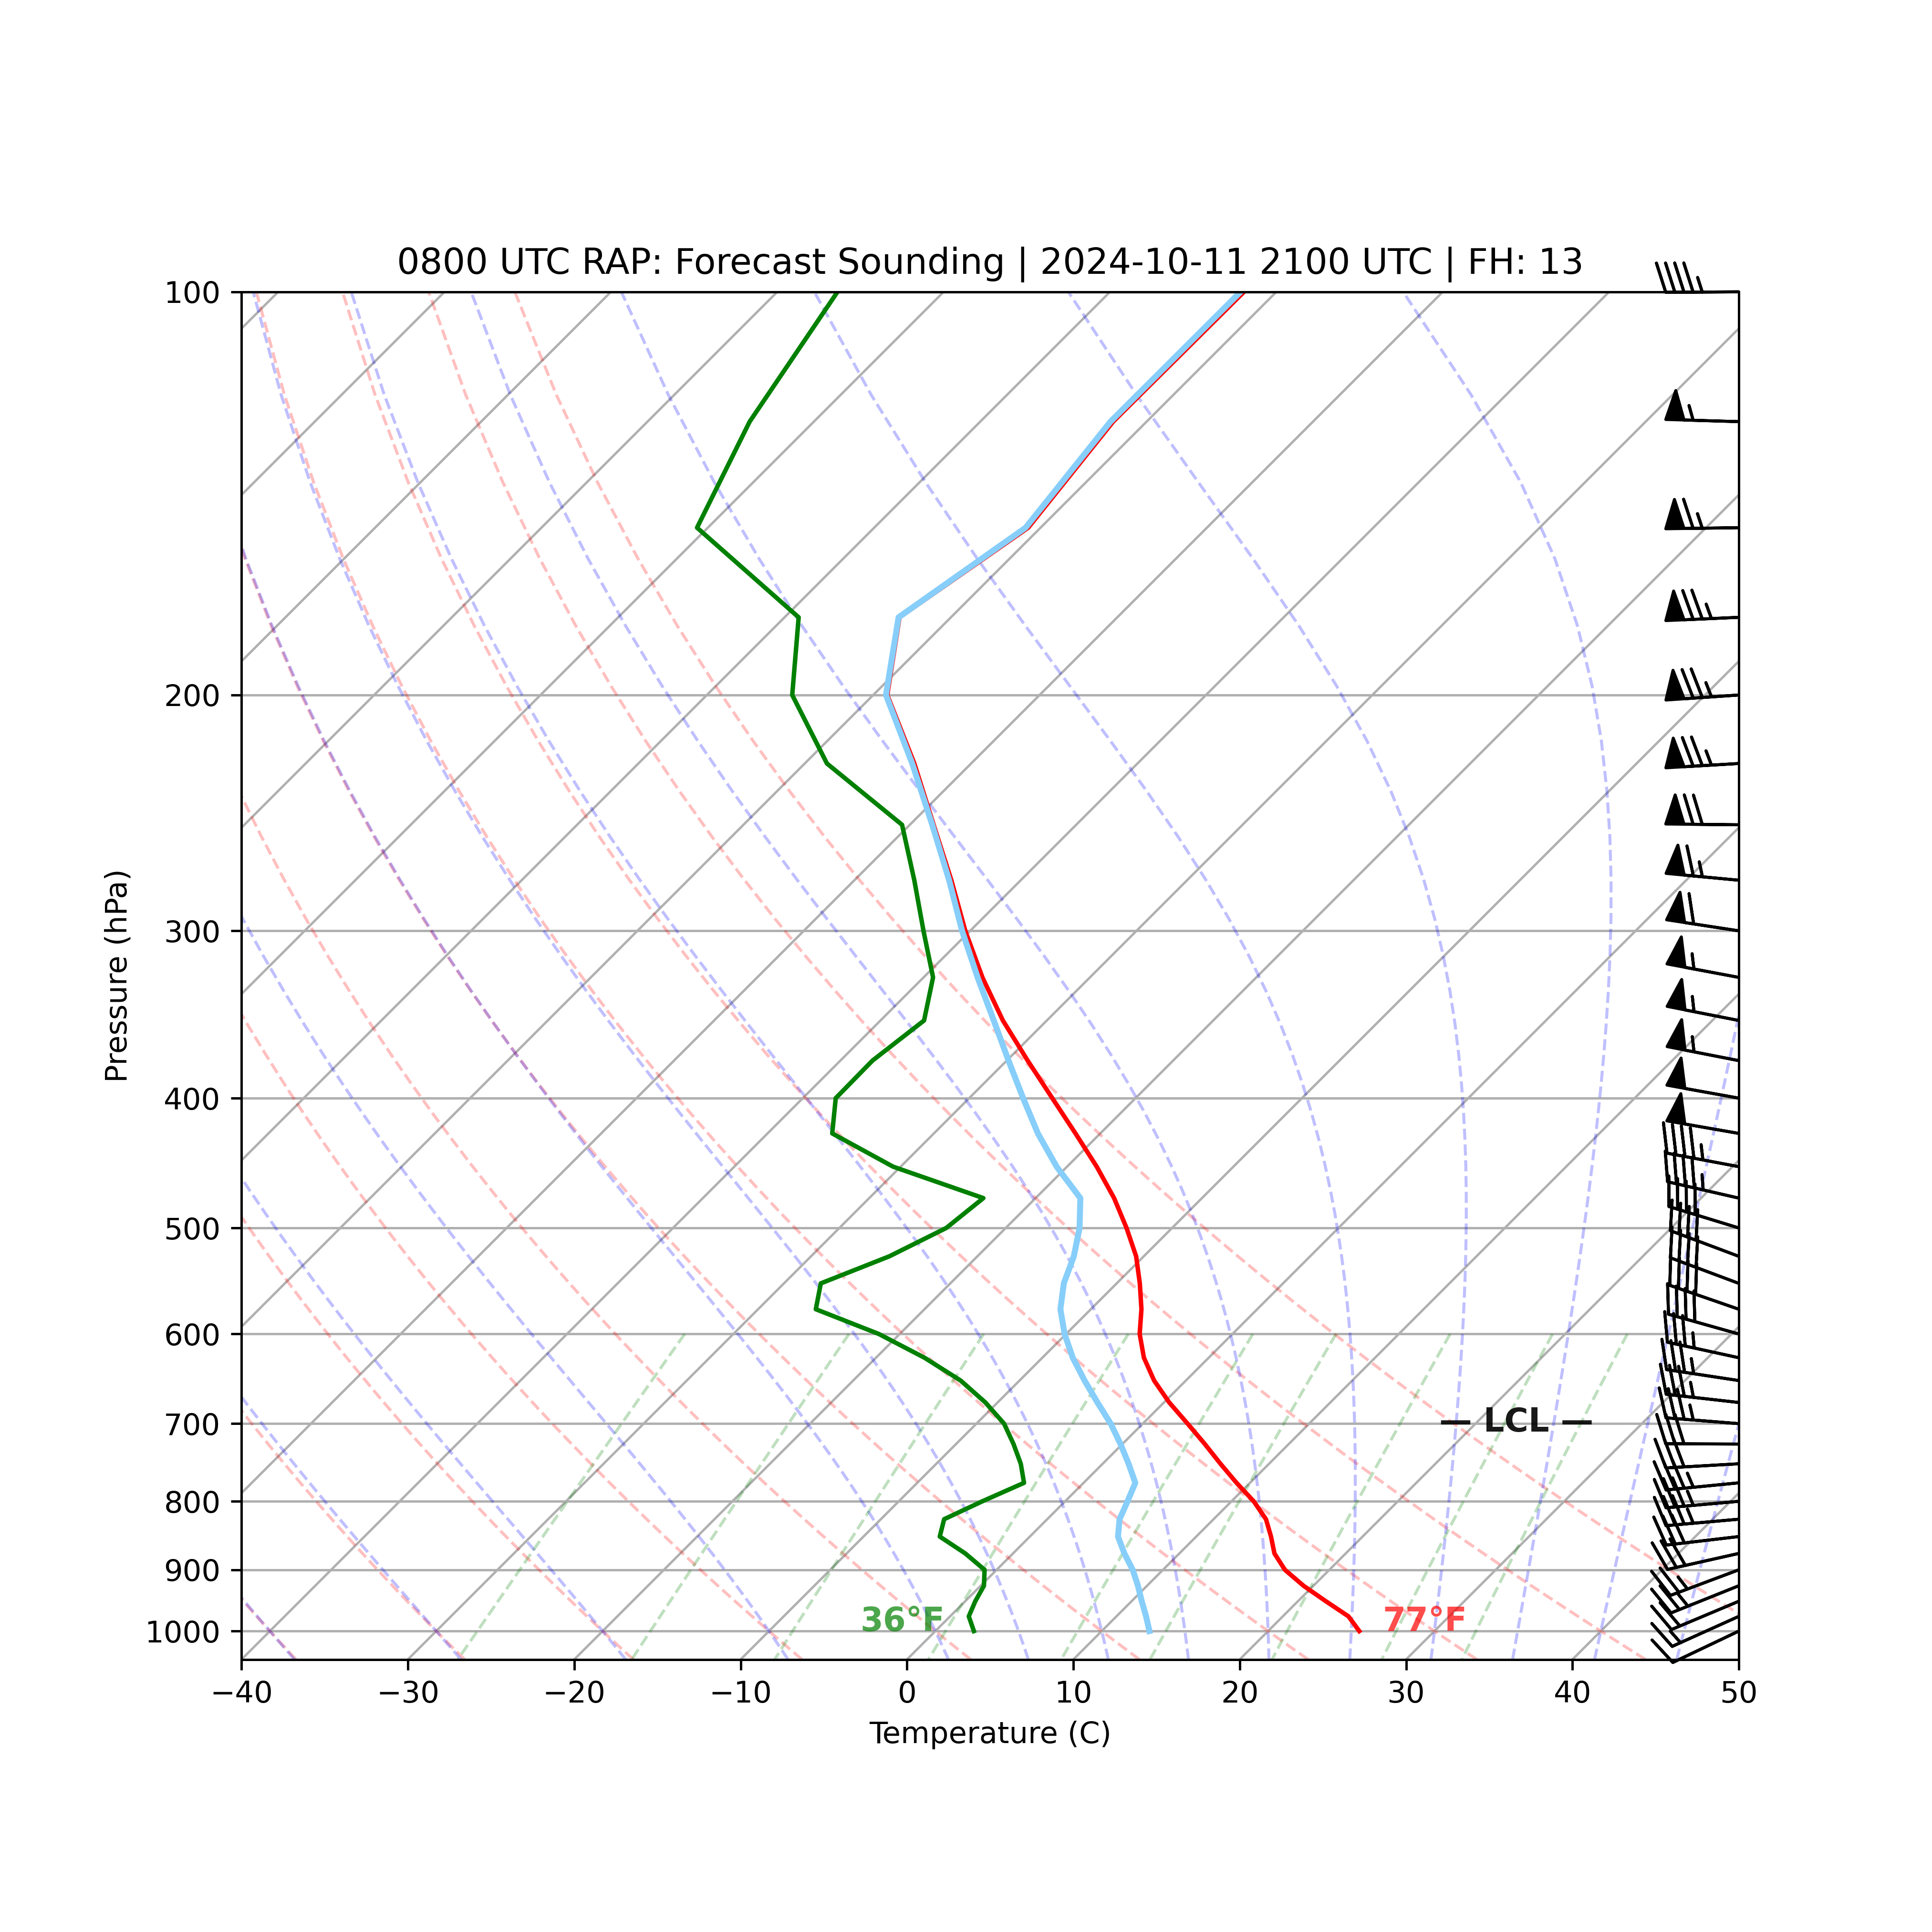 0800 UTC RAP: Forecast Sounding | 2024-10-11 2100 UTC | FH: 13
100
200
300
400
500
600
700
800
900
1000
Pressure (hPa)
— LCL —
36°F
77°F
−40 −30 −20 −10 0 10 20 30 40 50
Temperature (C)